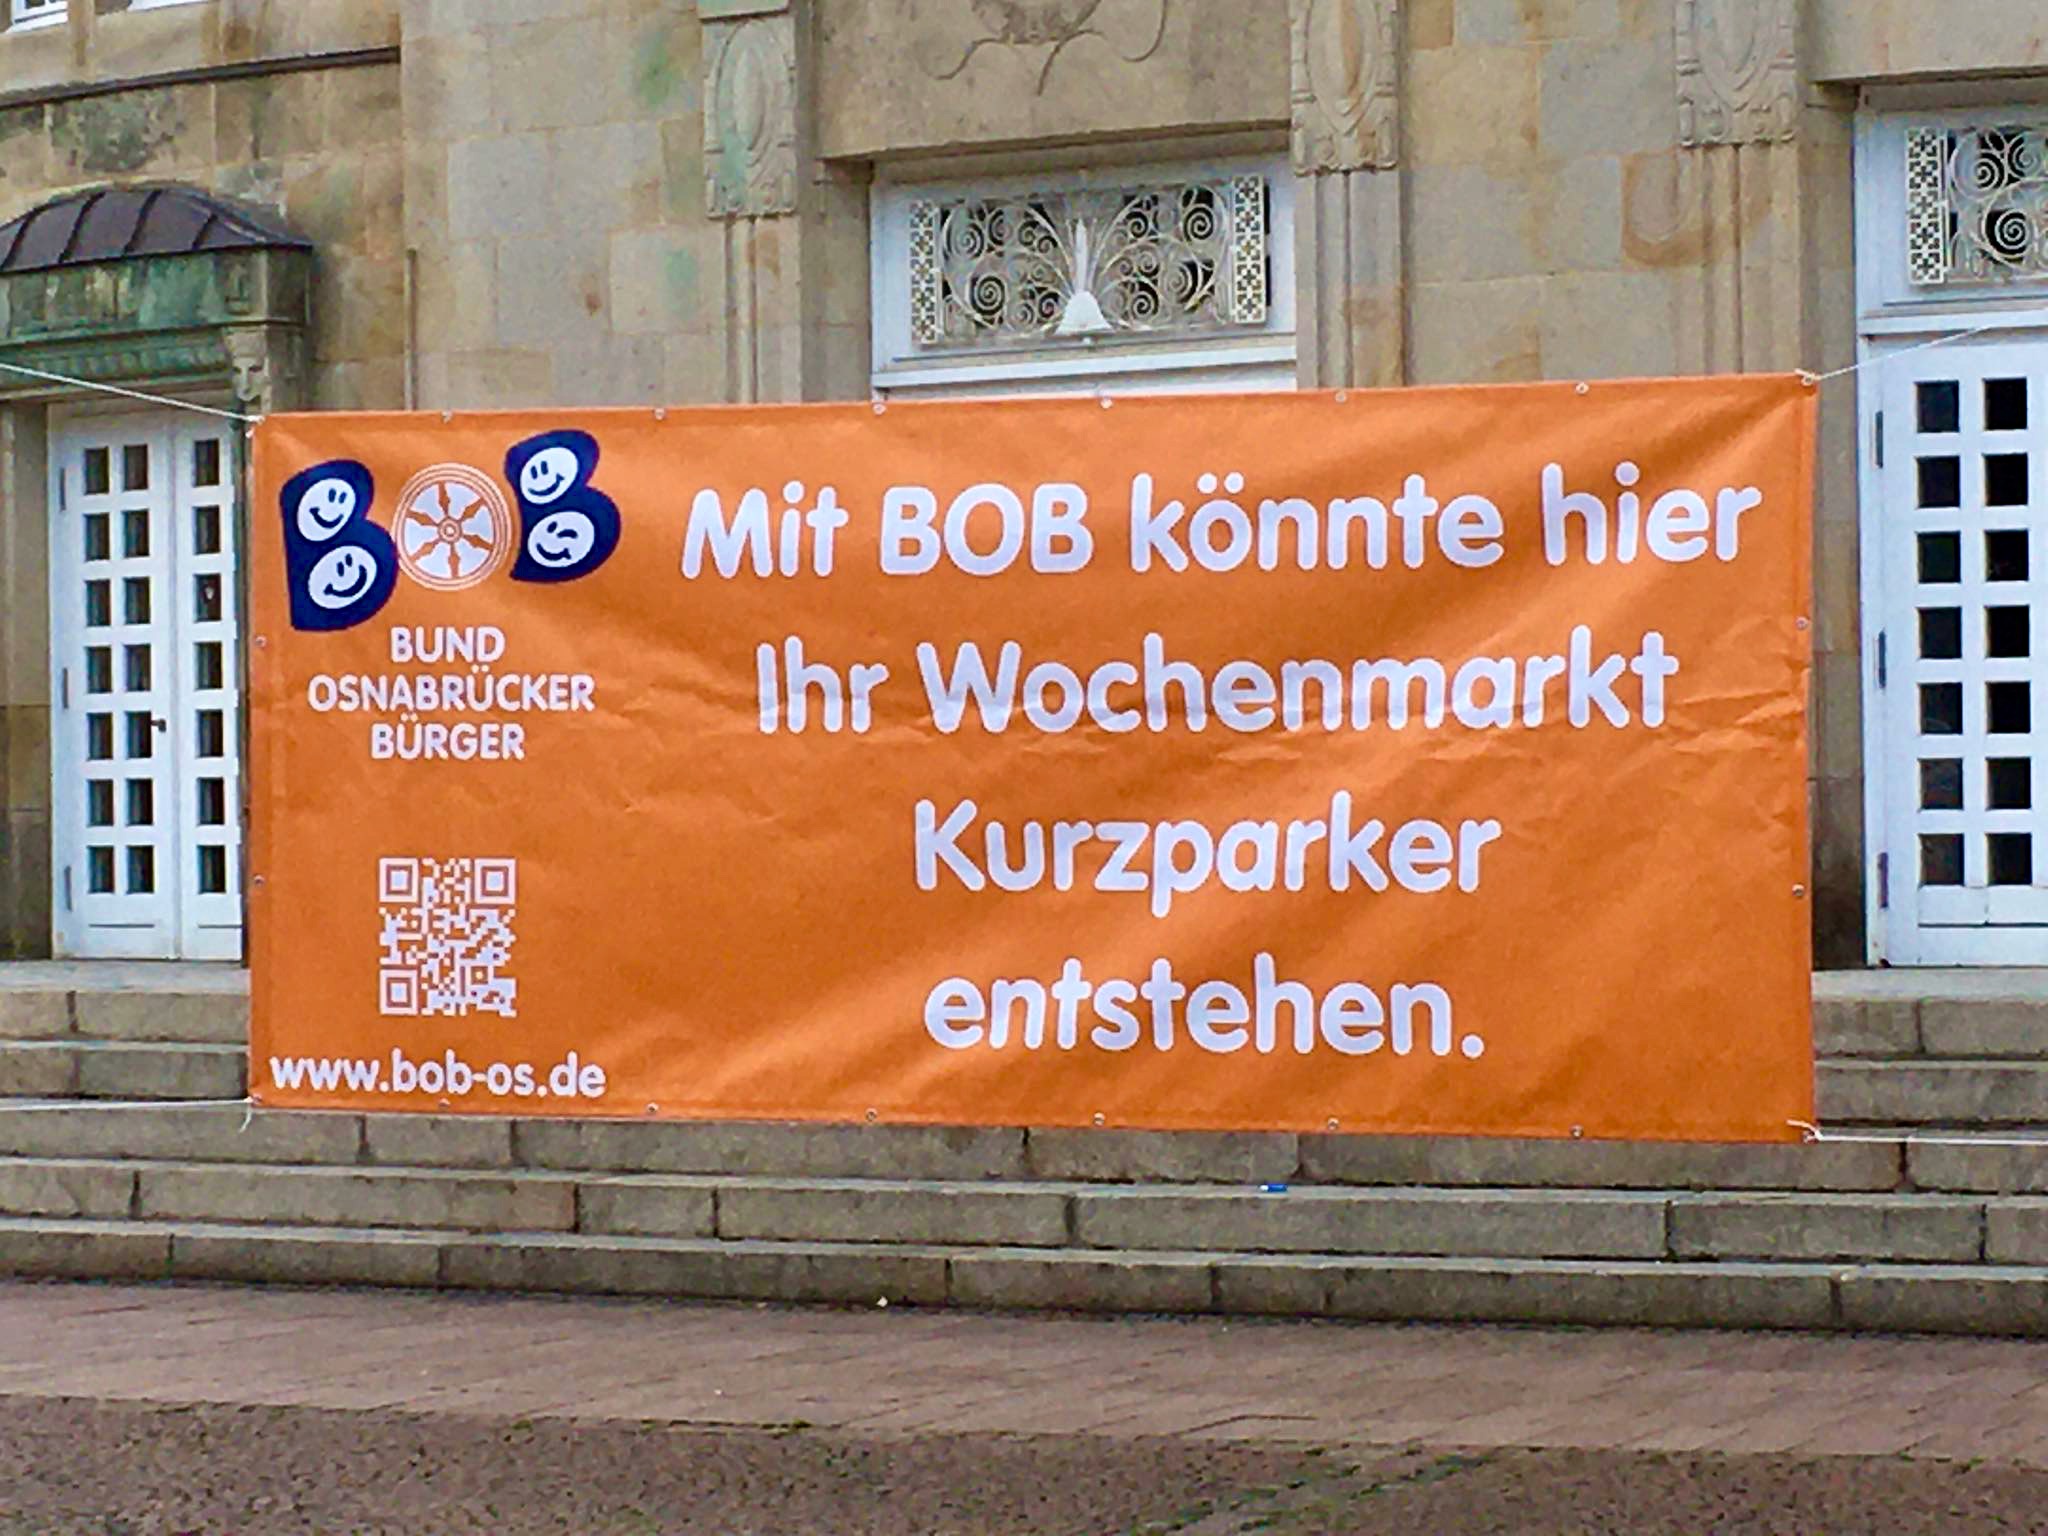 BOB
BUND
OSNABRÜCKER
BÜRGER
www.bob-os.de
Mit BOB könnte hier
Ihr Wochenmarkt
Kurzparker
entstehen.